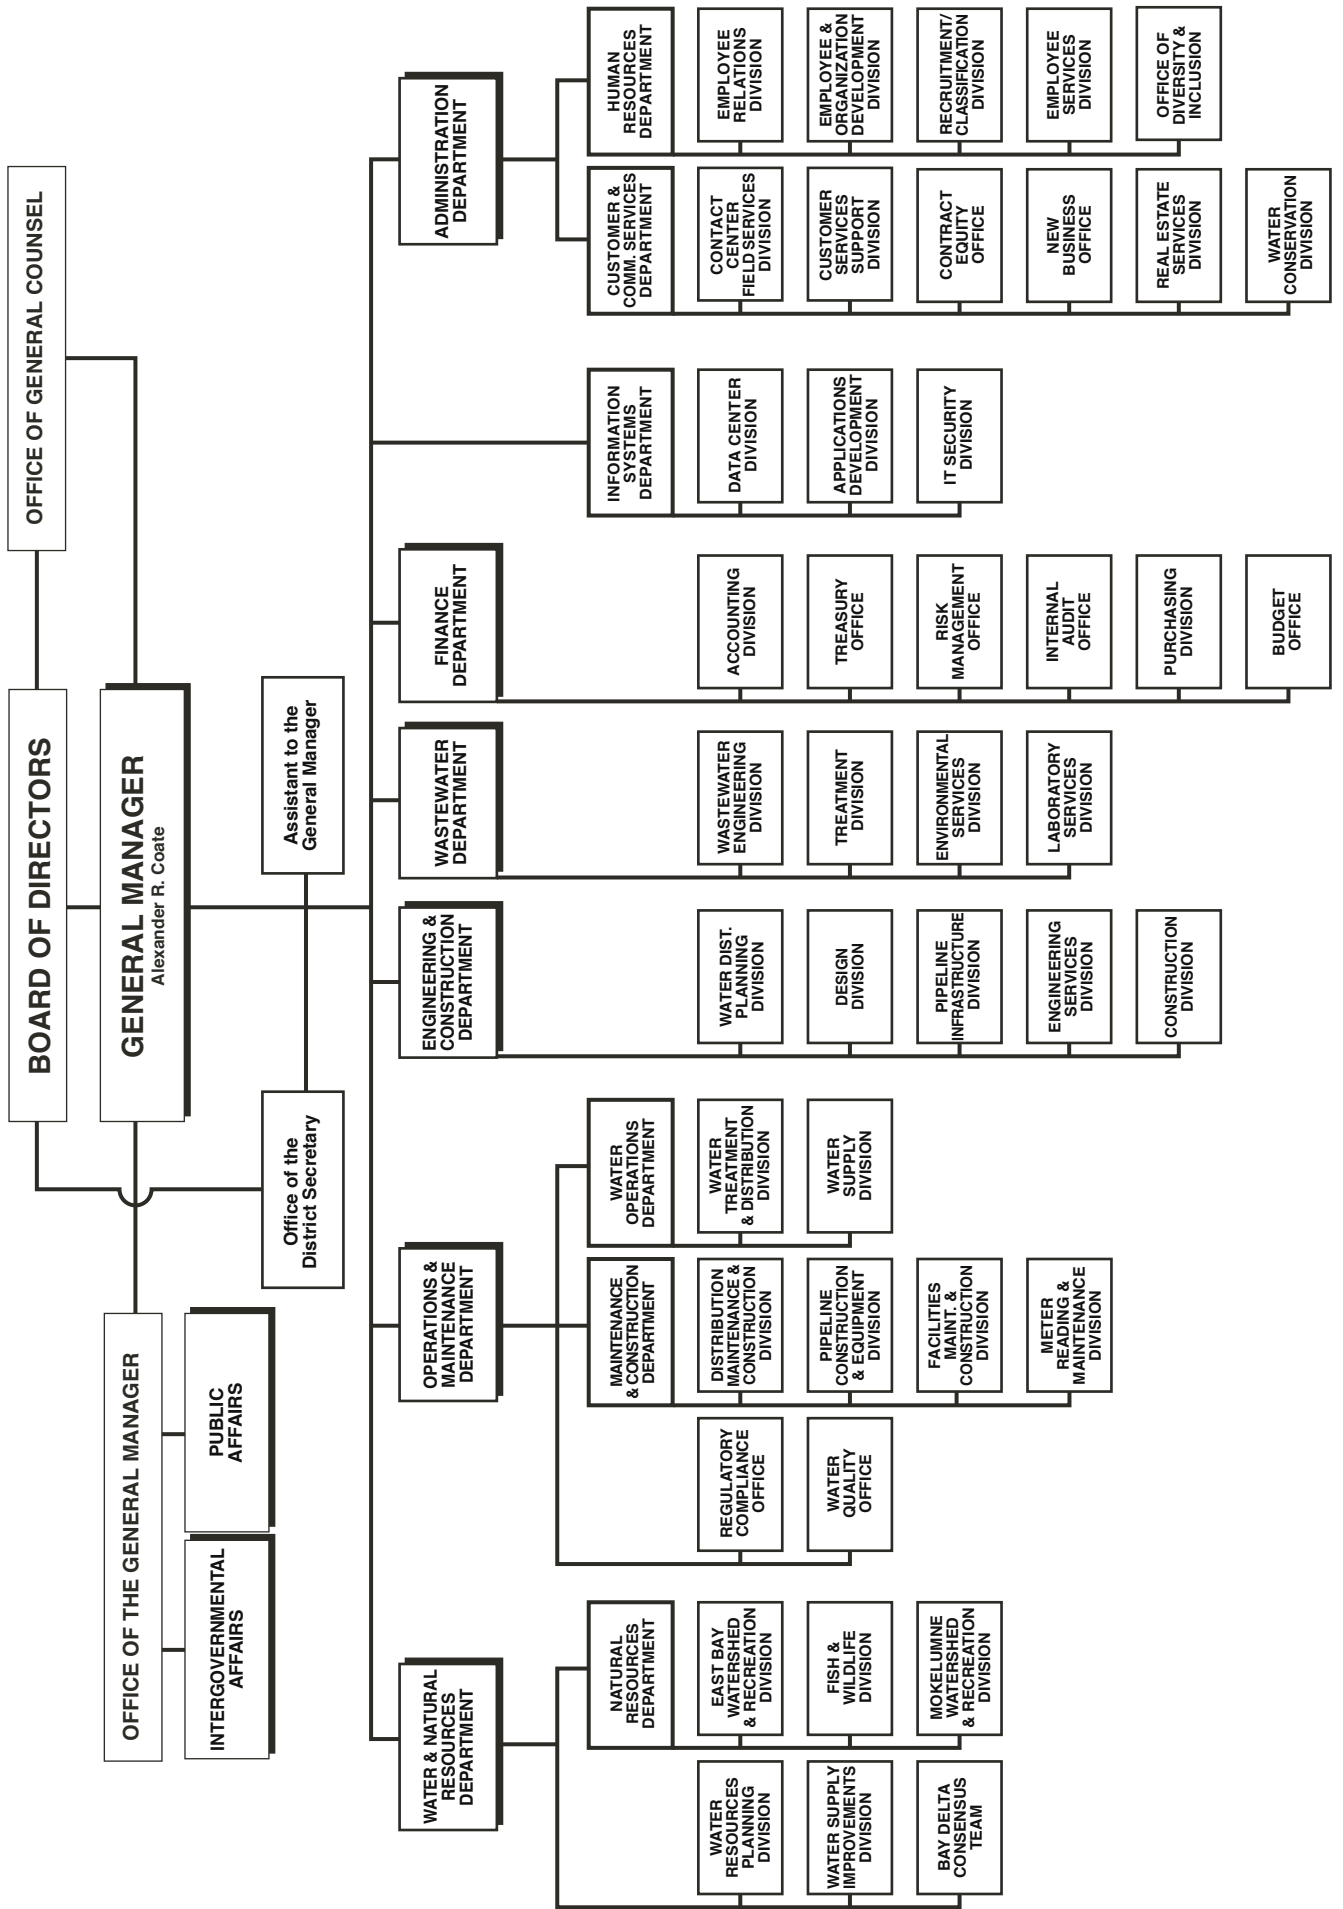 BOARD OF DIRECTORS
OFFICE OF GENERAL COUNSEL
GENERAL MANAGER
Alexander R. Coate
OFFICE OF THE GENERAL MANAGER
INTERGOVERNMENTAL
AFFAIRS
PUBLIC
AFFAIRS
Office of the
District Secretary
Assistant to the
General Manager
WATER & NATURAL
RESOURCES
DEPARTMENT
OPERATIONS &
MAINTENANCE
DEPARTMENT
ENGINEERING &
CONSTRUCTION
DEPARTMENT
WASTEWATER
DEPARTMENT
FINANCE
DEPARTMENT
ADMINISTRATION
DEPARTMENT
WATER
RESOURCES
PLANNING
DIVISION
WATER SUPPLY
IMPROVEMENTS
DIVISION
BAY DELTA
CONSENSUS
TEAM
NATURAL
RESOURCES
DEPARTMENT
EAST BAY
WATERSHED
& RECREATION
DIVISION
FISH &
WILDLIFE
DIVISION
MOKELUMNE
WATERSHED
& RECREATION
DIVISION
REGULATORY
COMPLIANCE
OFFICE
WATER
QUALITY
OFFICE
MAINTENANCE
& CONSTRUCTION
DEPARTMENT
DISTRIBUTION
MAINTENANCE &
CONSTRUCTION
DIVISION
PIPELINE
CONSTRUCTION
& EQUIPMENT
DIVISION
FACILITIES
MAINT. &
CONSTRUCTION
DIVISION
METER
READING &
MAINTENANCE
DIVISION
WATER
OPERATIONS
DEPARTMENT
WATER
TREATMENT
& DISTRIBUTION
DIVISION
WATER
SUPPLY
DIVISION
WATER DIST.
PLANNING
DIVISION
DESIGN
DIVISION
PIPELINE
INFRASTRUCTURE
DIVISION
ENGINEERING
SERVICES
DIVISION
CONSTRUCTION
DIVISION
WASTEWATER
ENGINEERING
DIVISION
TREATMENT
DIVISION
ENVIRONMENTAL
SERVICES
DIVISION
LABORATORY
SERVICES
DIVISION
ACCOUNTING
DIVISION
TREASURY
OFFICE
RISK
MANAGEMENT
OFFICE
INTERNAL
AUDIT
OFFICE
PURCHASING
DIVISION
BUDGET
OFFICE
INFORMATION
SYSTEMS
DEPARTMENT
DATA CENTER
DIVISION
APPLICATIONS
DEVELOPMENT
DIVISION
IT SECURITY
DIVISION
CUSTOMER &
COMM. SERVICES
DEPARTMENT
CONTACT
CENTER
FIELD SERVICES
DIVISION
CUSTOMER
SERVICES
SUPPORT
DIVISION
CONTRACT
EQUITY
OFFICE
NEW
BUSINESS
OFFICE
REAL ESTATE
SERVICES
DIVISION
WATER
CONSERVATION
DIVISION
HUMAN
RESOURCES
DEPARTMENT
EMPLOYEE
RELATIONS
DIVISION
EMPLOYEE &
ORGANIZATION
DEVELOPMENT
DIVISION
RECRUITMENT/
CLASSIFICATION
DIVISION
EMPLOYEE
SERVICES
DIVISION
OFFICE OF
DIVERSITY &
INCLUSION